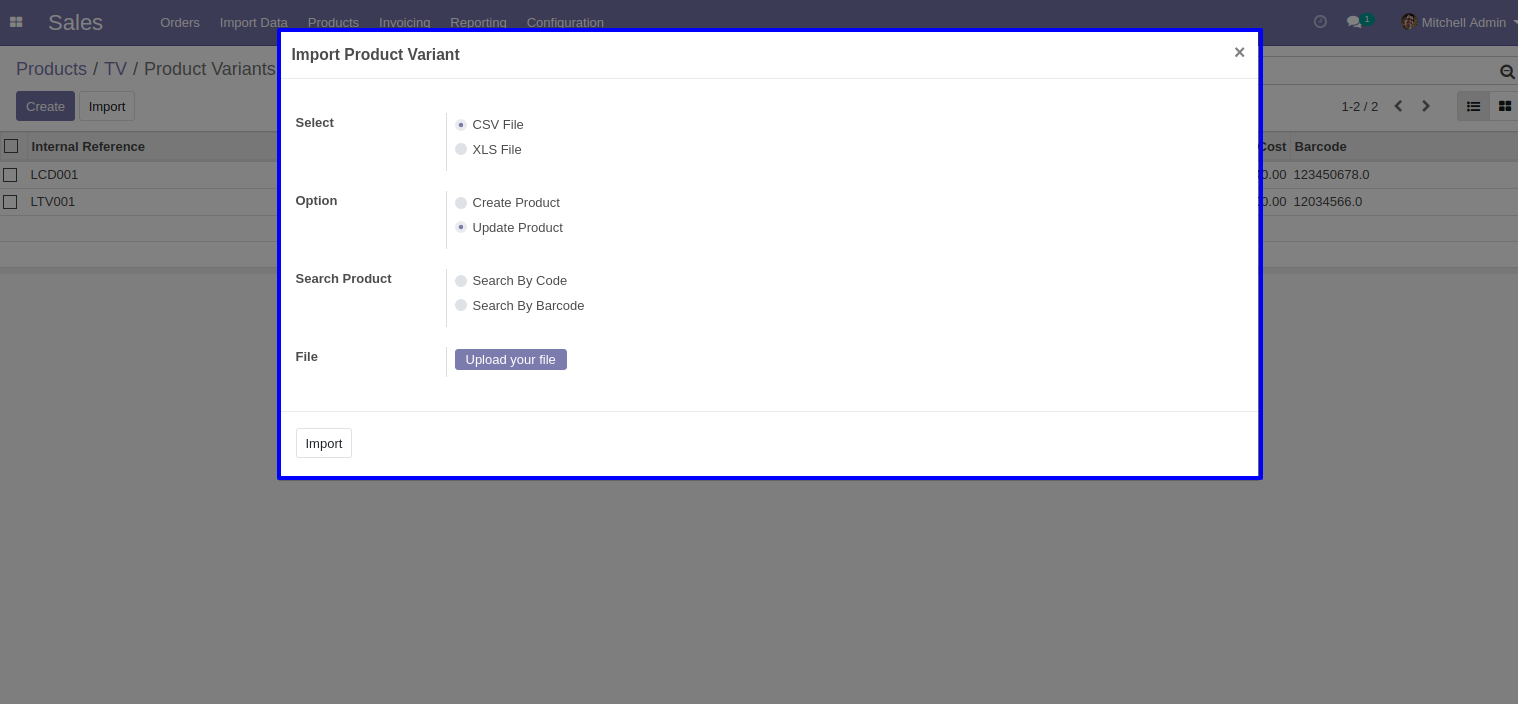 Sales Orders Import Data Products Invoicing Reporting Configuration 1 Mitchell Admin
Import Product Variant ×
Products / TV / Product Variants
Create Import 1-2 / 2
Select CSV File
XLS File
Internal Reference Cost Barcode
LCD001 0.00 123450678.0
LTV001 0.00 12034566.0
Option Create Product
Update Product
Search Product Search By Code
Search By Barcode
File Upload your file
Import